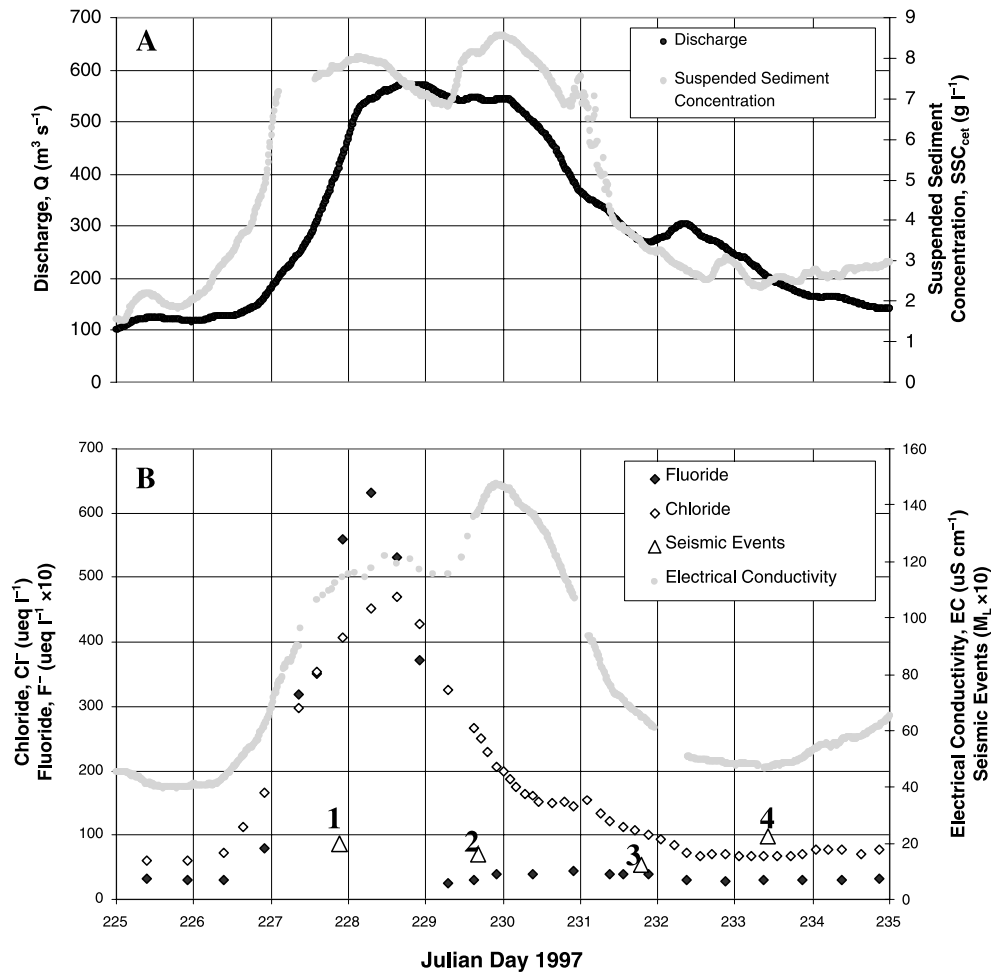 A
Discharge, Q (m³ s⁻¹)
700
600
500
400
300
200
100
0
Discharge
Suspended Sediment
Concentration
9
8
7
6
5
4
3
2
1
0
Suspended Sediment
Concentration, SSCcet (g l⁻¹)
B
Chloride, Cl⁻ (ueq l⁻¹)
Fluoride, F⁻ (ueq l⁻¹ ×10)
700
600
500
400
300
200
100
0
Fluoride
Chloride
Seismic Events
Electrical Conductivity
1
2
3
4
160
140
120
100
80
60
40
20
0
Electrical Conductivity, EC (uS cm⁻¹)
Seismic Events (M_L ×10)
225 226 227 228 229 230 231 232 233 234 235
Julian Day 1997